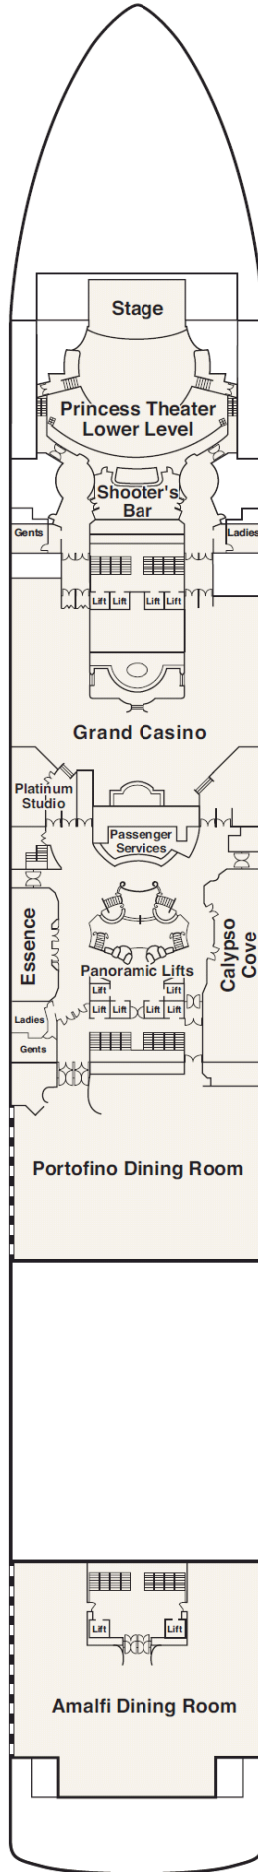 Stage
Princess Theater
Lower Level
Shooter's
Bar
Gents
Ladies
Lift Lift Lift Lift
Grand Casino
Platinum
Studio
Passenger
Services
Essence
Calypso
Cove
Panoramic Lifts
Lift Lift
Lift Lift Lift Lift
Ladies
Gents
Portofino Dining Room
Lift Lift
Amalfi Dining Room